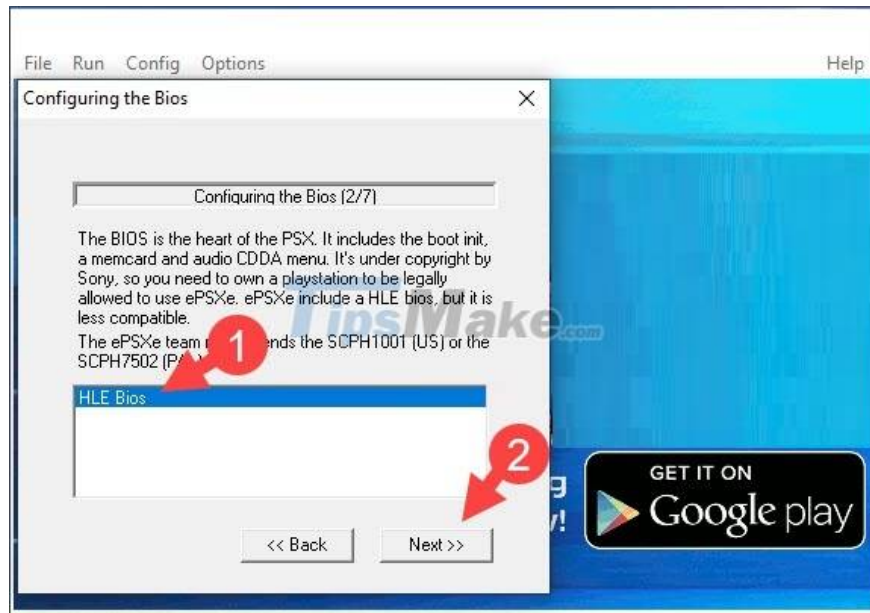 File Run Config Options Help
Configuring the Bios
Configuring the Bios (2/7)
The BIOS is the heart of the PSX. It includes the boot init,
a memcard and audio CDDA menu. It's under copyright by
Sony, so you need to own a playstation to be legally
allowed to use ePSXe. ePSXe include a HLE bios, but it is
less compatible.
TipsMake.com
The ePSXe team ends the SCPH1001 (US) or the
SCPH7502 (P
1
HLE Bios
2
g
y!
GET IT ON
Google play
<< Back Next >>